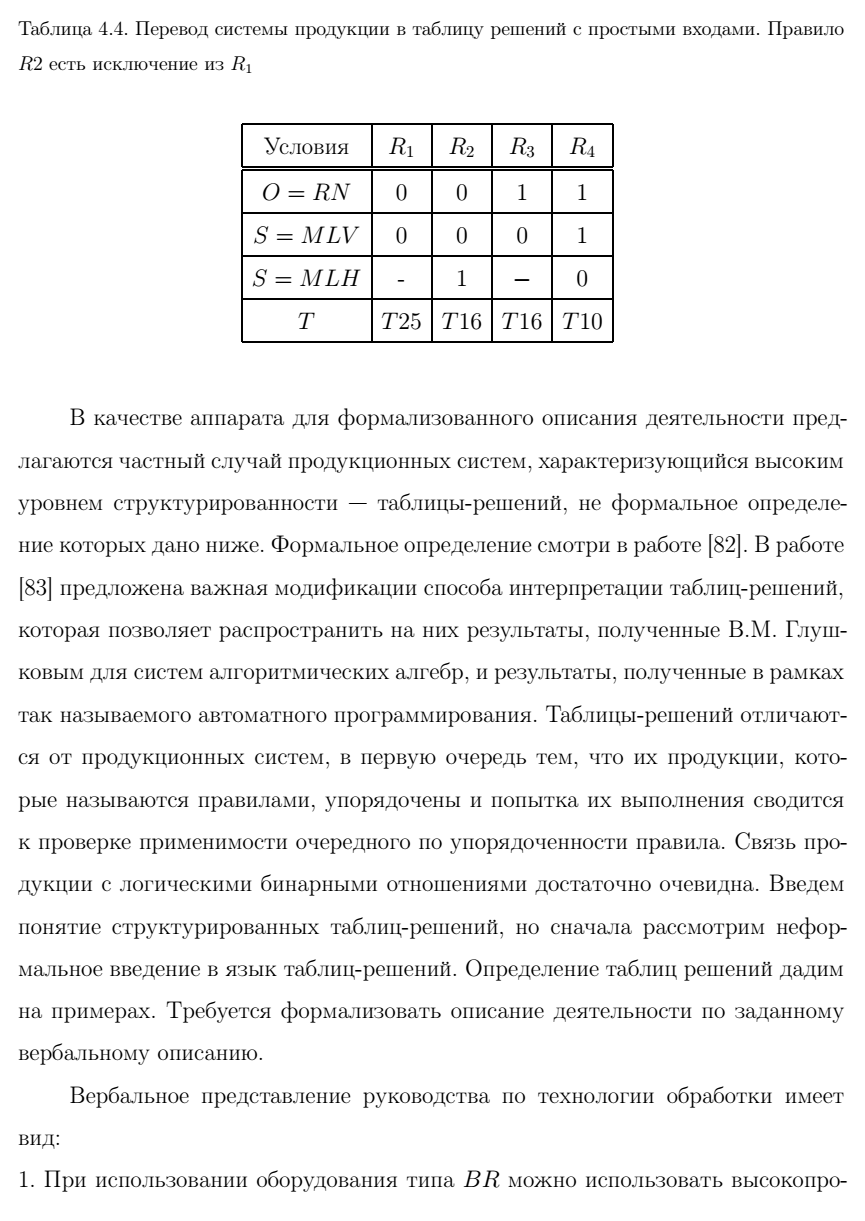 Таблица 4.4. Перевод системы продукции в таблицу решений с простыми входами. Правило
R2 есть исключение из R₁
Условия R₁ R₂ R₃ R₄
O = RN 0 0 1 1
S = MLV 0 0 0 1
S = MLH - 1 − 0
T T25 T16 T16 T10
В качестве аппарата для формализованного описания деятельности пред-
лагаются частный случай продукционных систем, характеризующийся высоким
уровнем структурированности — таблицы-решений, не формальное определе-
ние которых дано ниже. Формальное определение смотри в работе [82]. В работе
[83] предложена важная модификации способа интерпретации таблиц-решений,
которая позволяет распространить на них результаты, полученные В.М. Глуш-
ковым для систем алгоритмических алгебр, и результаты, полученные в рамках
так называемого автоматного программирования. Таблицы-решений отличают-
ся от продукционных систем, в первую очередь тем, что их продукции, кото-
рые называются правилами, упорядочены и попытка их выполнения сводится
к проверке применимости очередного по упорядоченности правила. Связь про-
дукции с логическими бинарными отношениями достаточно очевидна. Введем
понятие структурированных таблиц-решений, но сначала рассмотрим нефор-
мальное введение в язык таблиц-решений. Определение таблиц решений дадим
на примерах. Требуется формализовать описание деятельности по заданному
вербальному описанию.
Вербальное представление руководства по технологии обработки имеет
вид:
1. При использовании оборудования типа BR можно использовать высокопро-